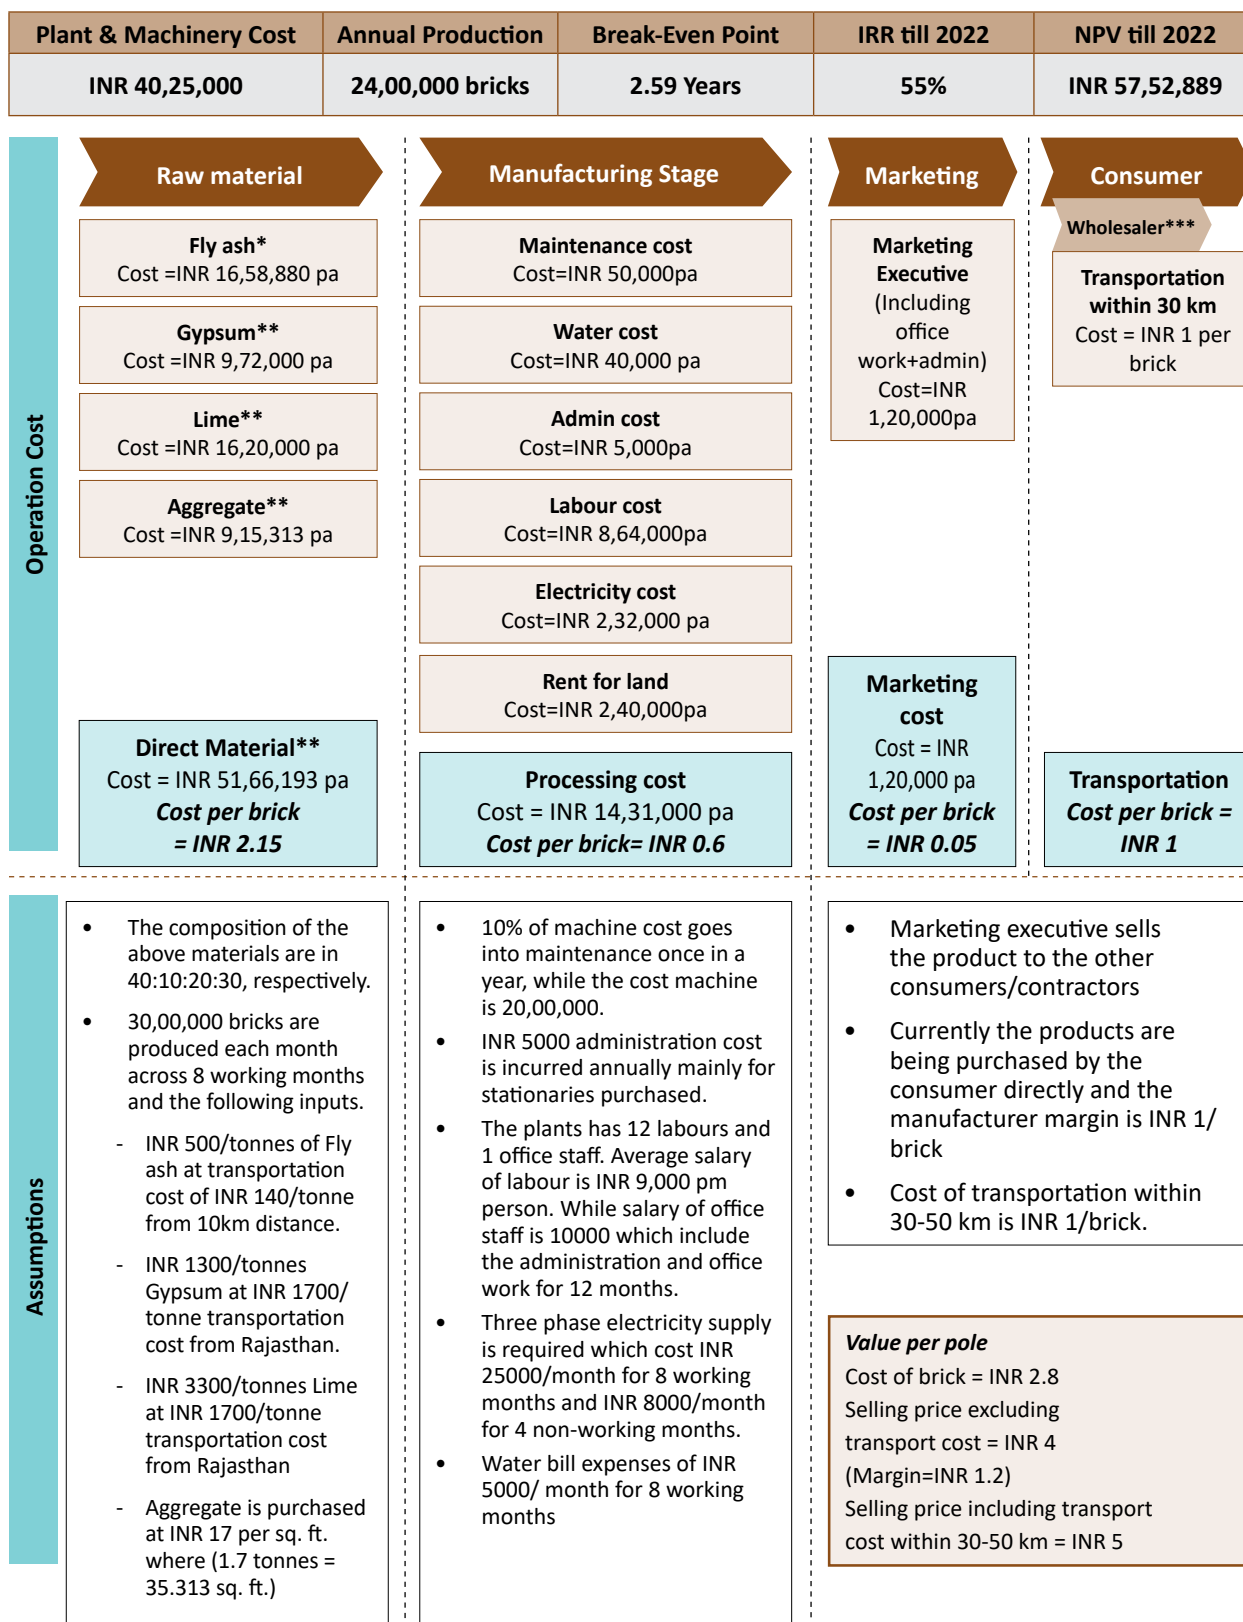 Plant & Machinery Cost
Annual Production
Break-Even Point
IRR till 2022
NPV till 2022
INR 40,25,000
24,00,000 bricks
2.59 Years
55%
INR 57,52,889
Operation Cost
Raw material
Fly ash*
Cost =INR 16,58,880 pa
Gypsum**
Cost =INR 9,72,000 pa
Lime**
Cost =INR 16,20,000 pa
Aggregate**
Cost =INR 9,15,313 pa
Direct Material**
Cost = INR 51,66,193 pa
Cost per brick
= INR 2.15
Manufacturing Stage
Maintenance cost
Cost=INR 50,000pa
Water cost
Cost=INR 40,000 pa
Admin cost
Cost=INR 5,000pa
Labour cost
Cost=INR 8,64,000pa
Electricity cost
Cost=INR 2,32,000 pa
Rent for land
Cost=INR 2,40,000pa
Processing cost
Cost = INR 14,31,000 pa
Cost per brick= INR 0.6
Marketing
Marketing
Executive
(Including
office
work+admin)
Cost=INR
1,20,000pa
Marketing
cost
Cost = INR
1,20,000 pa
Cost per brick
= INR 0.05
Consumer
Wholesaler***
Transportation
within 30 km
Cost = INR 1 per
brick
Transportation
Cost per brick =
INR 1
Assumptions
• The composition of the
above materials are in
40:10:20:30, respectively.
• 30,00,000 bricks are
produced each month
across 8 working months
and the following inputs.
- INR 500/tonnes of Fly
ash at transportation
cost of INR 140/tonne
from 10km distance.
- INR 1300/tonnes
Gypsum at INR 1700/
tonne transportation
cost from Rajasthan.
- INR 3300/tonnes Lime
at INR 1700/tonne
transportation cost
from Rajasthan
- Aggregate is purchased
at INR 17 per sq. ft.
where (1.7 tonnes =
35.313 sq. ft.)
• 10% of machine cost goes
into maintenance once in a
year, while the cost machine
is 20,00,000.
• INR 5000 administration cost
is incurred annually mainly for
stationaries purchased.
• The plants has 12 labours and
1 office staff. Average salary
of labour is INR 9,000 pm
person. While salary of office
staff is 10000 which include
the administration and office
work for 12 months.
• Three phase electricity supply
is required which cost INR
25000/month for 8 working
months and INR 8000/month
for 4 non-working months.
• Water bill expenses of INR
5000/ month for 8 working
months
• Marketing executive sells
the product to the other
consumers/contractors
• Currently the products are
being purchased by the
consumer directly and the
manufacturer margin is INR 1/
brick
• Cost of transportation within
30-50 km is INR 1/brick.
Value per pole
Cost of brick = INR 2.8
Selling price excluding
transport cost = INR 4
(Margin=INR 1.2)
Selling price including transport
cost within 30-50 km = INR 5